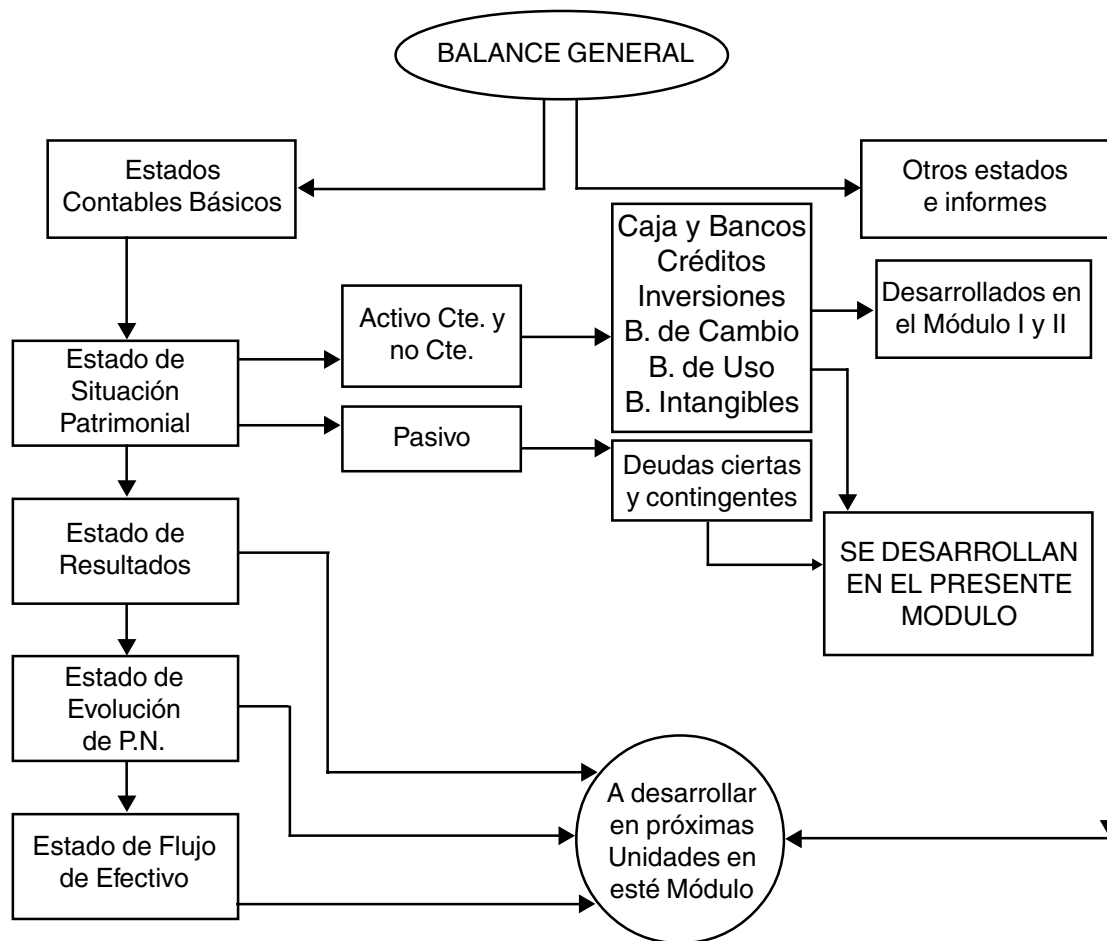 BALANCE GENERAL
Estados
Contables Básicos
Otros estados
e informes
Caja y Bancos
Créditos
Inversiones
B. de Cambio
B. de Uso
B. Intangibles
Desarrollados en
el Módulo I y II
Activo Cte. y
no Cte.
Estado de
Situación
Patrimonial
Pasivo
Deudas ciertas
y contingentes
Estado de
Resultados
SE DESARROLLAN
EN EL PRESENTE
MODULO
Estado de
Evolución
de P.N.
A desarrollar
en próximas
Unidades en
esté Módulo
Estado de Flujo
de Efectivo